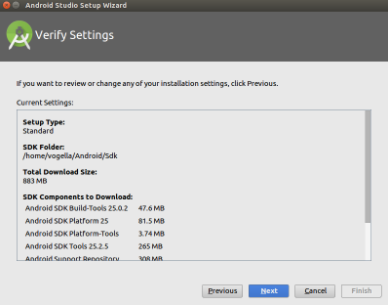 Android Studio Setup Wizard
Verify Settings
If you want to review or change any of your installation settings, click Previous.
Current Settings:
Setup Type:
Standard
SDK Folder:
/home/vogella/Android/Sdk
Total Download Size:
883 MB
SDK Components to Download:
Android SDK Build-Tools 25.0.2 47.6 MB
Android SDK Platform 25 81.5 MB
Android SDK Platform-Tools 3.74 MB
Android SDK Tools 25.2.5 265 MB
Android Support Repository 308 MB
Previous Next Cancel Finish